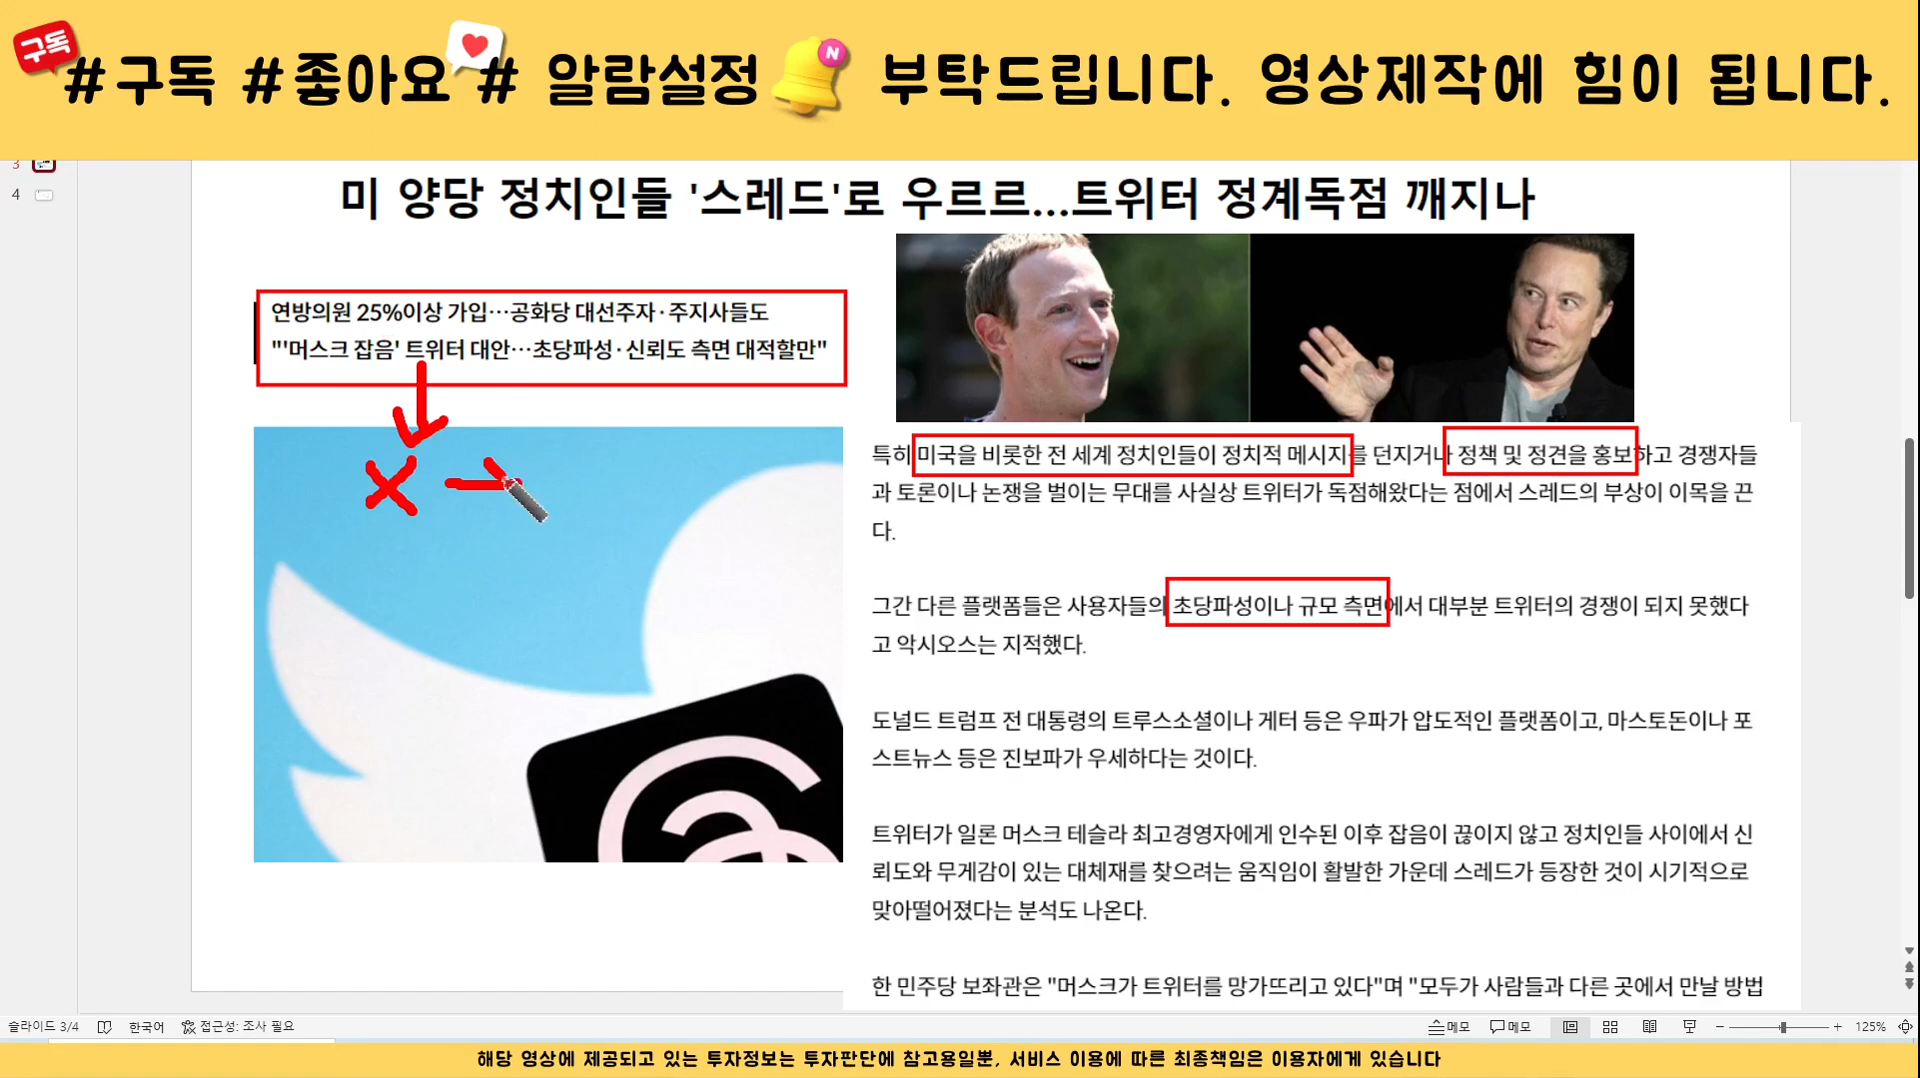 구독
#구독 #좋아요 # 알람설정 부탁드립니다. 영상제작에 힘이 됩니다.
N
3
4
미 양당 정치인들 '스레드'로 우르르...트위터 정계독점 깨지나
연방의원 25%이상 가입…공화당 대선주자·주지사들도
"'머스크 잡음' 트위터 대안…초당파성·신뢰도 측면 대적할만"
특히 미국을 비롯한 전 세계 정치인들이 정치적 메시지를 던지거나 정책 및 정견을 홍보하고 경쟁자들
과 토론이나 논쟁을 벌이는 무대를 사실상 트위터가 독점해왔다는 점에서 스레드의 부상이 이목을 끈
다.
그간 다른 플랫폼들은 사용자들의 초당파성이나 규모 측면에서 대부분 트위터의 경쟁이 되지 못했다
고 악시오스는 지적했다.
도널드 트럼프 전 대통령의 트루스소셜이나 게터 등은 우파가 압도적인 플랫폼이고, 마스토돈이나 포
스트뉴스 등은 진보파가 우세하다는 것이다.
트위터가 일론 머스크 테슬라 최고경영자에게 인수된 이후 잡음이 끊이지 않고 정치인들 사이에서 신
뢰도와 무게감이 있는 대체재를 찾으려는 움직임이 활발한 가운데 스레드가 등장한 것이 시기적으로
맞아떨어졌다는 분석도 나온다.
한 민주당 보좌관은 "머스크가 트위터를 망가뜨리고 있다"며 "모두가 사람들과 다른 곳에서 만날 방법
슬라이드 3/4 한국어 접근성: 조사 필요 메모 메모 125%
해당 영상에 제공되고 있는 투자정보는 투자판단에 참고용일뿐, 서비스 이용에 따른 최종책임은 이용자에게 있습니다